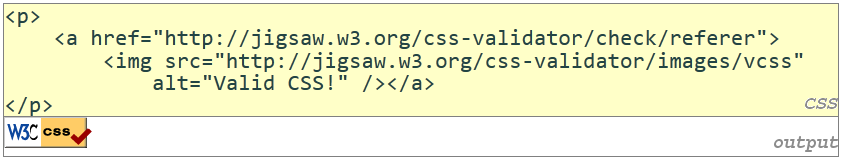 <p>
    <a href="http://jigsaw.w3.org/css-validator/check/referer">
        <img src="http://jigsaw.w3.org/css-validator/images/vcss"
            alt="Valid CSS!" /></a>
</p>
CSS
W3C css
output